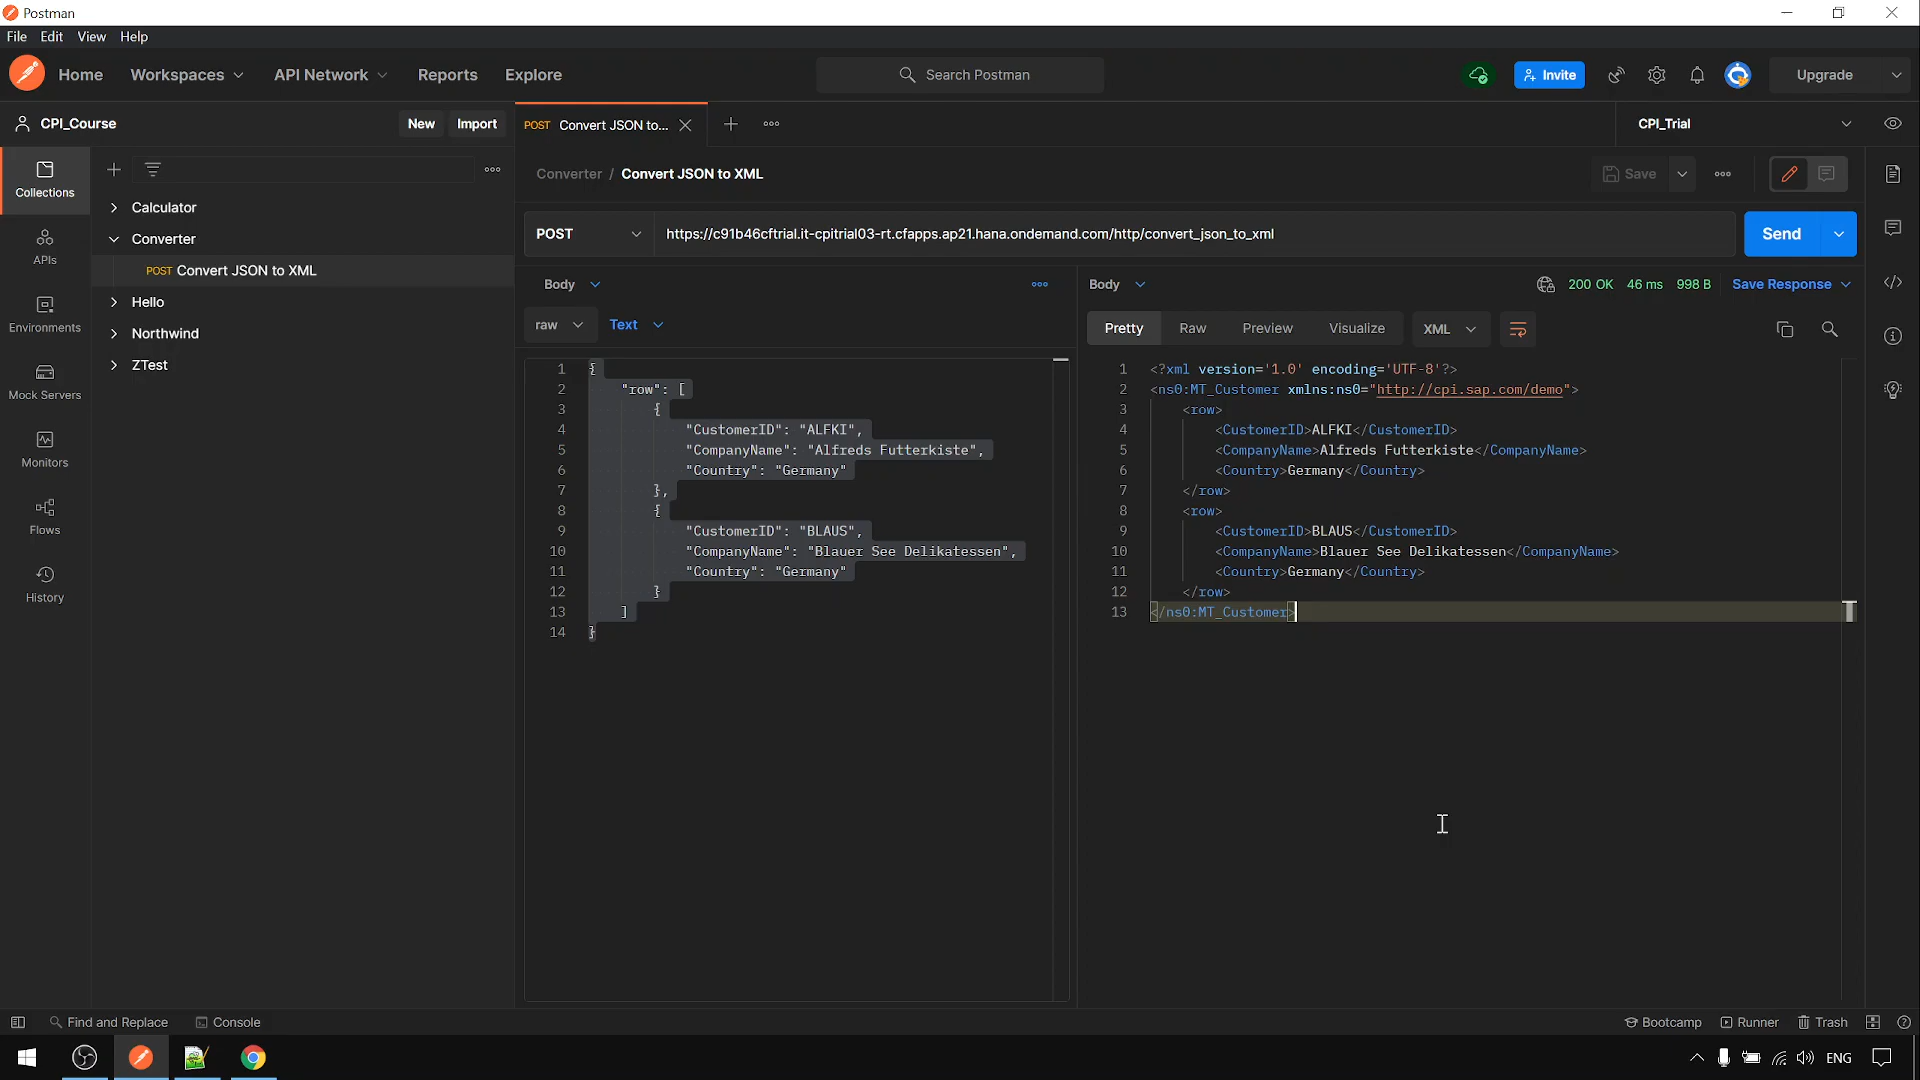 Postman
File Edit View Help
Home Workspaces API Network Reports Explore Search Postman Invite Upgrade
CPI_Course New Import POST Convert JSON to... CPI_Trial
Converter / Convert JSON to XML Save
POST https://c91b46cftrial.it-cpitrial03-rt.cfapps.ap21.hana.ondemand.com/http/convert_json_to_xml Send
Collections
APIs
Environments
Mock Servers
Monitors
Flows
History
Calculator
Converter
POST Convert JSON to XML
Hello
Northwind
ZTest
Body
raw Text
1 {
2 "row": [
3 {
4 "CustomerID": "ALFKI",
5 "CompanyName": "Alfreds Futterkiste",
6 "Country": "Germany"
7 },
8 {
9 "CustomerID": "BLAUS",
10 "CompanyName": "Blauer See Delikatessen",
11 "Country": "Germany"
12 }
13 ]
14 }
Body 200 OK 46 ms 998 B Save Response
Pretty Raw Preview Visualize XML
1 <?xml version='1.0' encoding='UTF-8'?>
2 <ns0:MT_Customer xmlns:ns0="http://cpi.sap.com/demo">
3 <row>
4 <CustomerID>ALFKI</CustomerID>
5 <CompanyName>Alfreds Futterkiste</CompanyName>
6 <Country>Germany</Country>
7 </row>
8 <row>
9 <CustomerID>BLAUS</CustomerID>
10 <CompanyName>Blauer See Delikatessen</CompanyName>
11 <Country>Germany</Country>
12 </row>
13 </ns0:MT_Customer>
Find and Replace Console Bootcamp Runner Trash
ENG